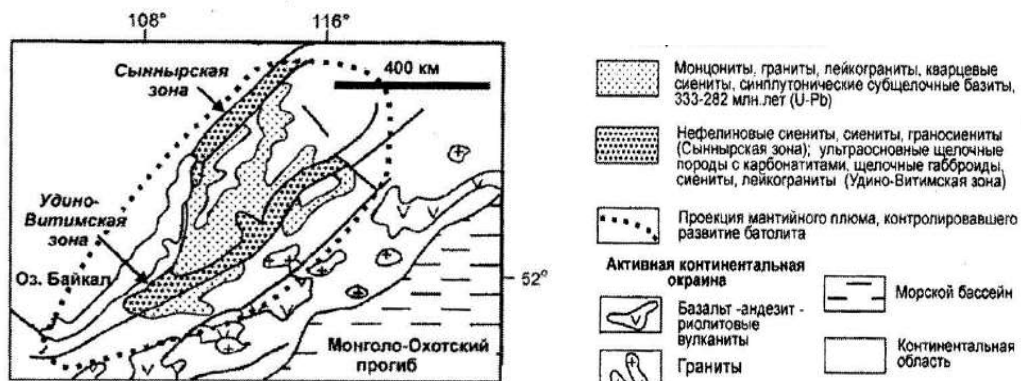 108°
116°
Сыннырская
зона
400 км
Удино-
Витимская
зона
Оз. Байкал
52°
Монголо-Охотский
прогиб
Монцониты, граниты, лейкограниты, кварцевые
сиениты, синплутонические субщелочные базиты,
333-282 млн.лет (U-Pb)
Нефелиновые сиениты, сиениты, граносиениты
(Сыннырская зона); ультраосновные щелочные
породы с карбонатитами, щелочные габброиды,
сиениты, лейкограниты (Удино-Витимская зона)
Проекция мантийного плюма, контролировавшего
развитие батолита
Активная континентальная
окраина
Базальт -андезит -
риолитовые
вулканиты
Граниты
Морской бассейн
Континентальная
область